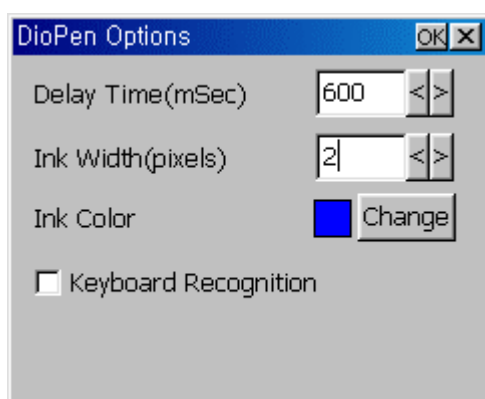 DioPen Options OK
Delay Time(mSec) 600 < >
Ink Width(pixels) 2 < >
Ink Color Change
Keyboard Recognition